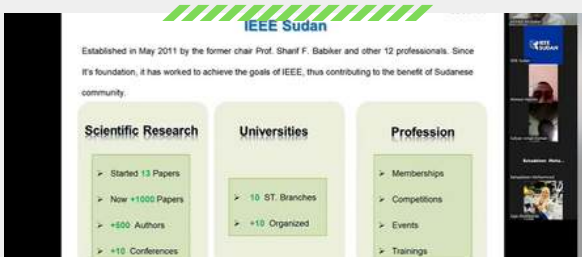 IEEE Sudan
Established in May 2011 by the former chair Prof. Sharif F. Babiker and other 12 professionals. Since
It's foundation, it has worked to achieve the goals of IEEE, thus contributing to the benefit of Sudanese
community.
Scientific Research
➢ Started 13 Papers
➢ Now +1000 Papers
➢ +500 Authors
➢ +10 Conferences
Universities
➢ 10 ST. Branches
➢ +10 Organized
Profession
➢ Memberships
➢ Competitions
➢ Events
➢ Trainings
IEEE
SUDAN
IEEE Sudan